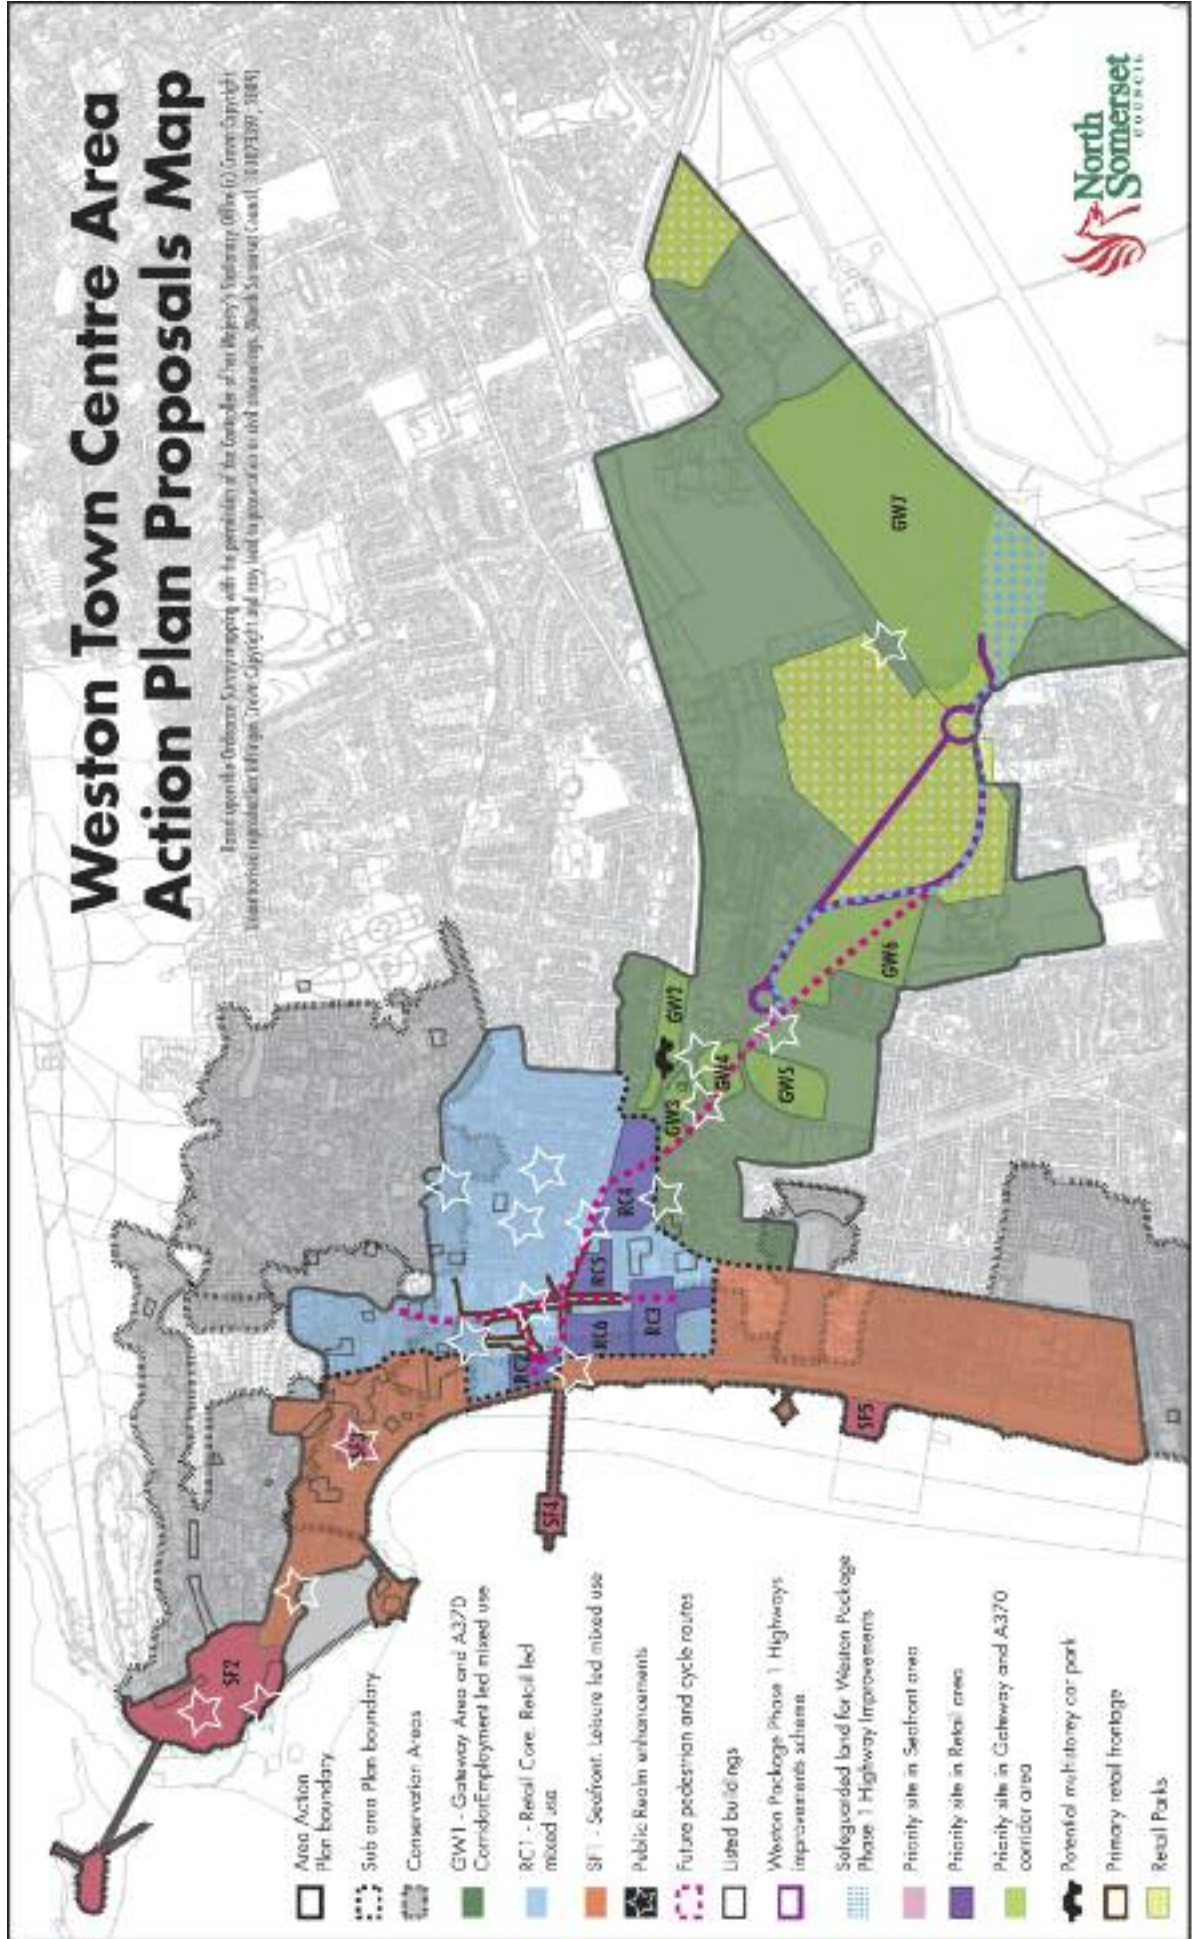 Weston Town Centre Area
Action Plan Proposals Map
North
Somerset
COUNCIL
SF2
SF3
SF4
SF5
RC2
RC3
RC4
RC5
RC6
GW2
GW3
GW4
GW5
GW6
GW7
Area Action
Plan boundary
Sub area Plan boundary
Conservation Areas
GW1 - Gateway Area and A370
Corridor Employment led mixed use
RC1 - Retail Core. Retail led
mixed use
SF1 - Seafront. Leisure led mixed use
Public Realm enhancements
Future pedestrian and cycle routes
Listed buildings
Weston Package Phase 1 Highways
improvements scheme
Safeguarded land for Weston Package
Phase 1 Highway Improvements
Priority site in Seafront area
Priority site in Retail area
Priority site in Gateway and A370
corridor area
Potential multistorey car park
Primary retail frontage
Retail Parks